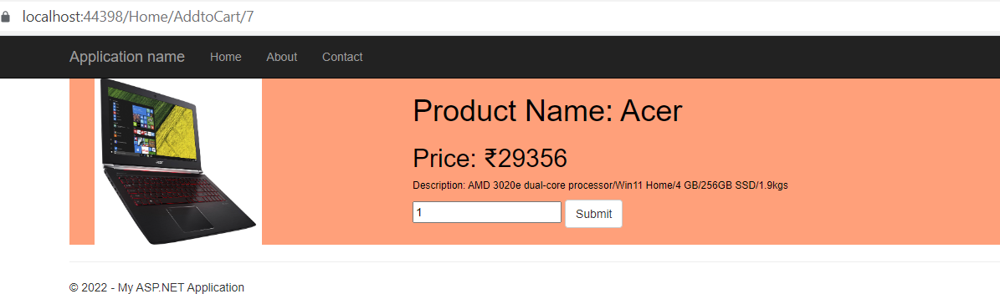 localhost:44398/Home/AddtoCart/7
Application name Home About Contact
Product Name: Acer
Price: ₹29356
Description: AMD 3020e dual-core processor/Win11 Home/4 GB/256GB SSD/1.9kgs
1 Submit
© 2022 - My ASP.NET Application